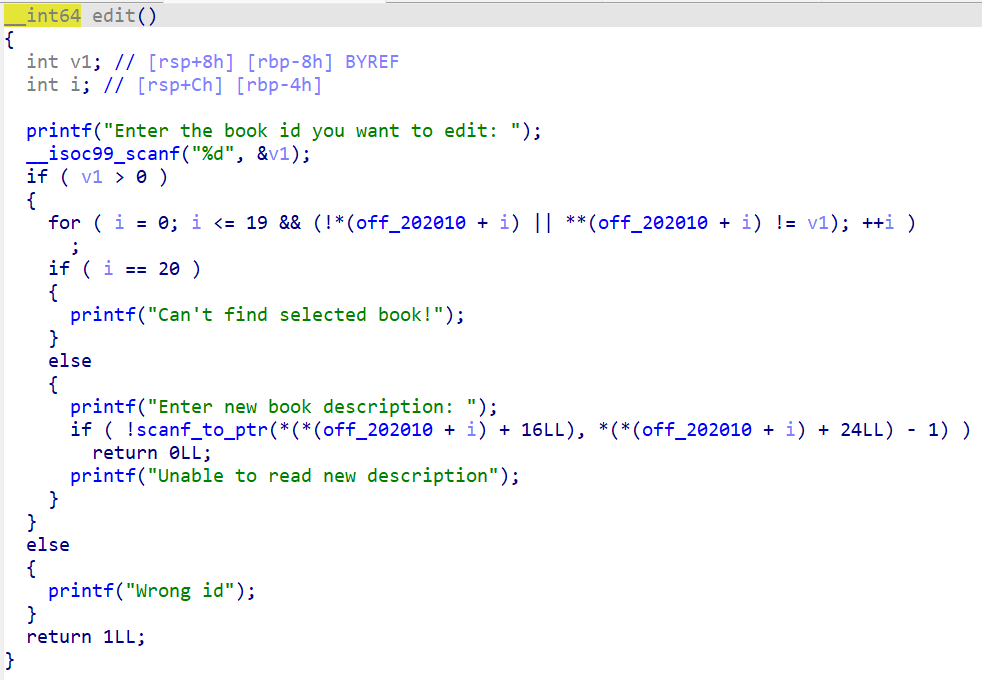 __int64 edit()
{
  int v1; // [rsp+8h] [rbp-8h] BYREF
  int i; // [rsp+Ch] [rbp-4h]

  printf("Enter the book id you want to edit: ");
  __isoc99_scanf("%d", &v1);
  if ( v1 > 0 )
  {
    for ( i = 0; i <= 19 && (!*(off_202010 + i) || **(off_202010 + i) != v1); ++i )
      ;
    if ( i == 20 )
    {
      printf("Can't find selected book!");
    }
    else
    {
      printf("Enter new book description: ");
      if ( !scanf_to_ptr(*(*(off_202010 + i) + 16LL), *(*(off_202010 + i) + 24LL) - 1) )
        return 0LL;
      printf("Unable to read new description");
    }
  }
  else
  {
    printf("Wrong id");
  }
  return 1LL;
}